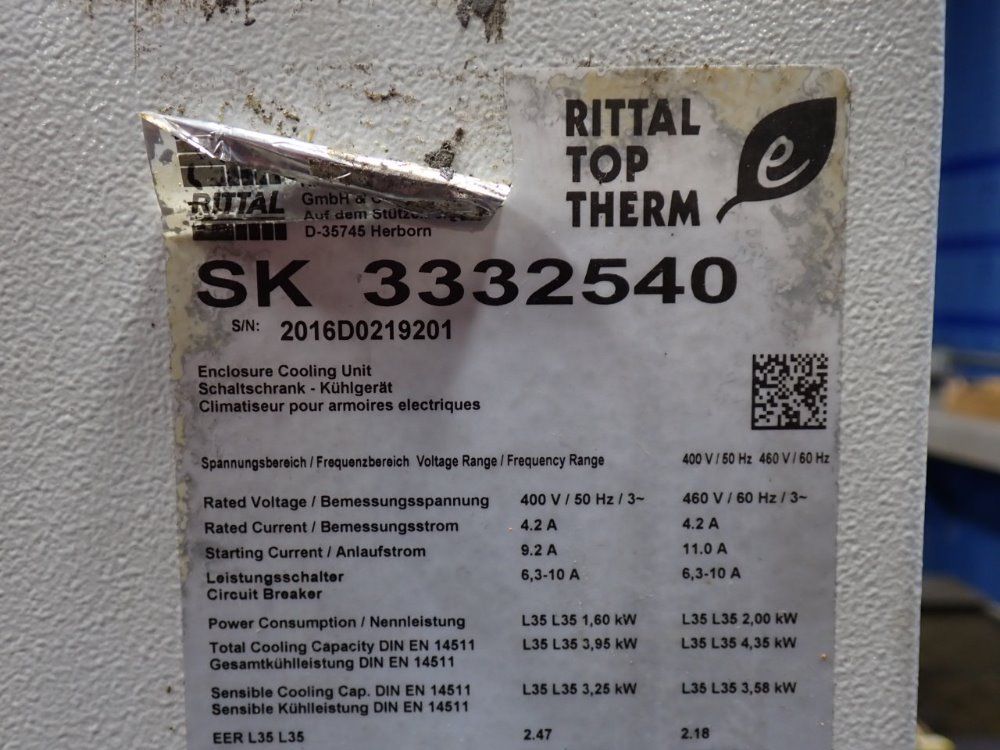 RITTAL
TOP
THERM
e
RITTAL
GmbH & C
Auf dem Stütze
D-35745 Herborn
SK 3332540
S/N: 2016D0219201
Enclosure Cooling Unit
Schaltschrank - Kühlgerät
Climatiseur pour armoires electriques
Spannungsbereich / Frequenzbereich Voltage Range / Frequency Range 400 V / 50 Hz 460 V / 60 Hz
Rated Voltage / Bemessungsspannung 400 V / 50 Hz / 3~ 460 V / 60 Hz / 3~
Rated Current / Bemessungsstrom 4.2 A 4.2 A
Starting Current / Anlaufstrom 9.2 A 11.0 A
Leistungsschalter 6,3-10 A 6,3-10 A
Circuit Breaker
Power Consumption / Nennleistung L35 L35 1,60 kW L35 L35 2,00 kW
Total Cooling Capacity DIN EN 14511 L35 L35 3,95 kW L35 L35 4,35 kW
Gesamtkühlleistung DIN EN 14511
Sensible Cooling Cap. DIN EN 14511 L35 L35 3,25 kW L35 L35 3,58 kW
Sensible Kühlleistung DIN EN 14511
EER L35 L35 2.47 2.18